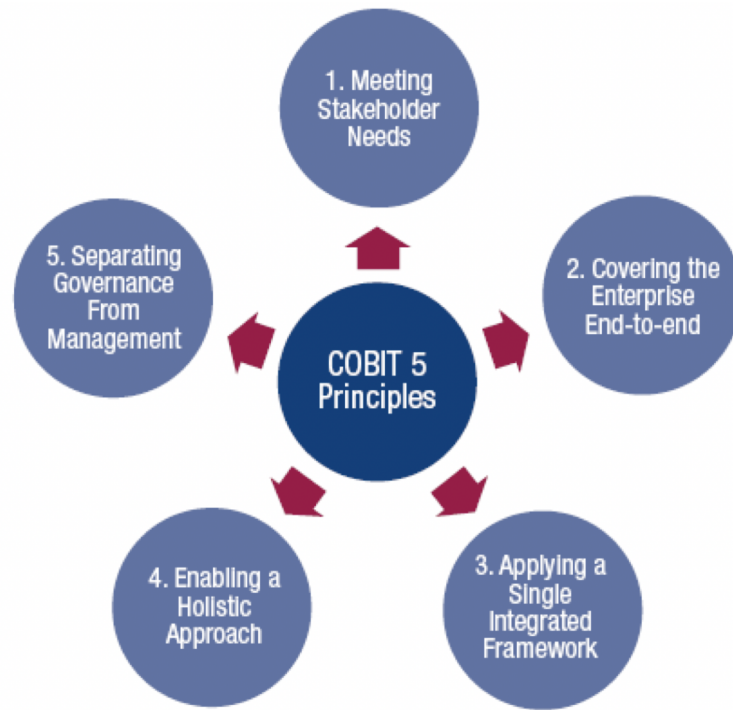 1. Meeting
Stakeholder
Needs
5. Separating
Governance
From
Management
2. Covering the
Enterprise
End-to-end
COBIT 5
Principles
4. Enabling a
Holistic
Approach
3. Applying a
Single
Integrated
Framework